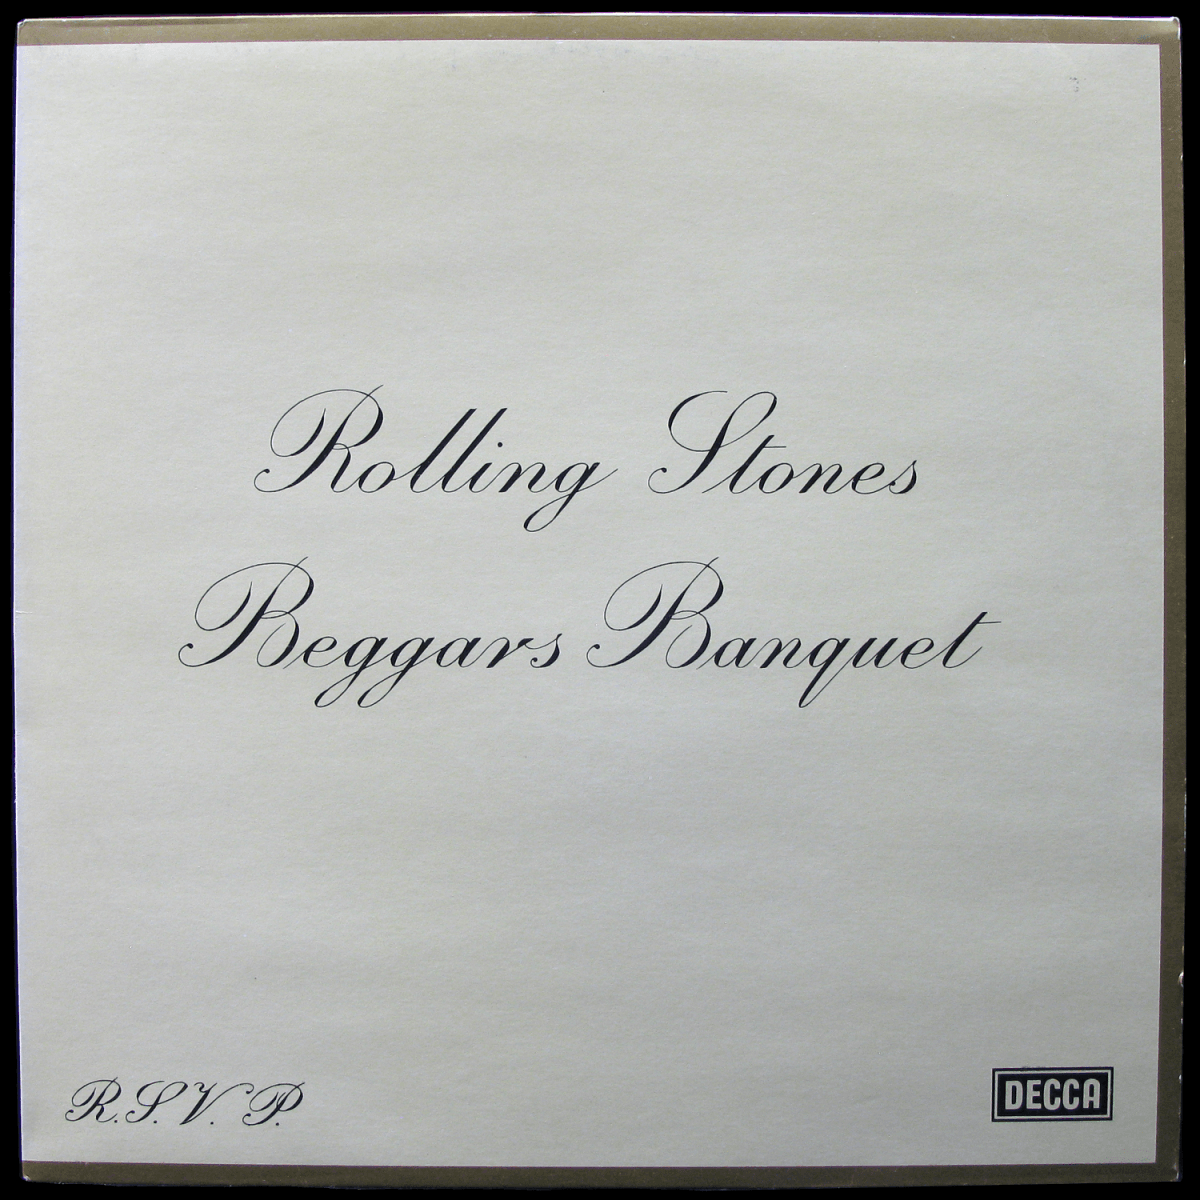 Rolling Stones
Beggars Banquet
R.S.V.P.
DECCA